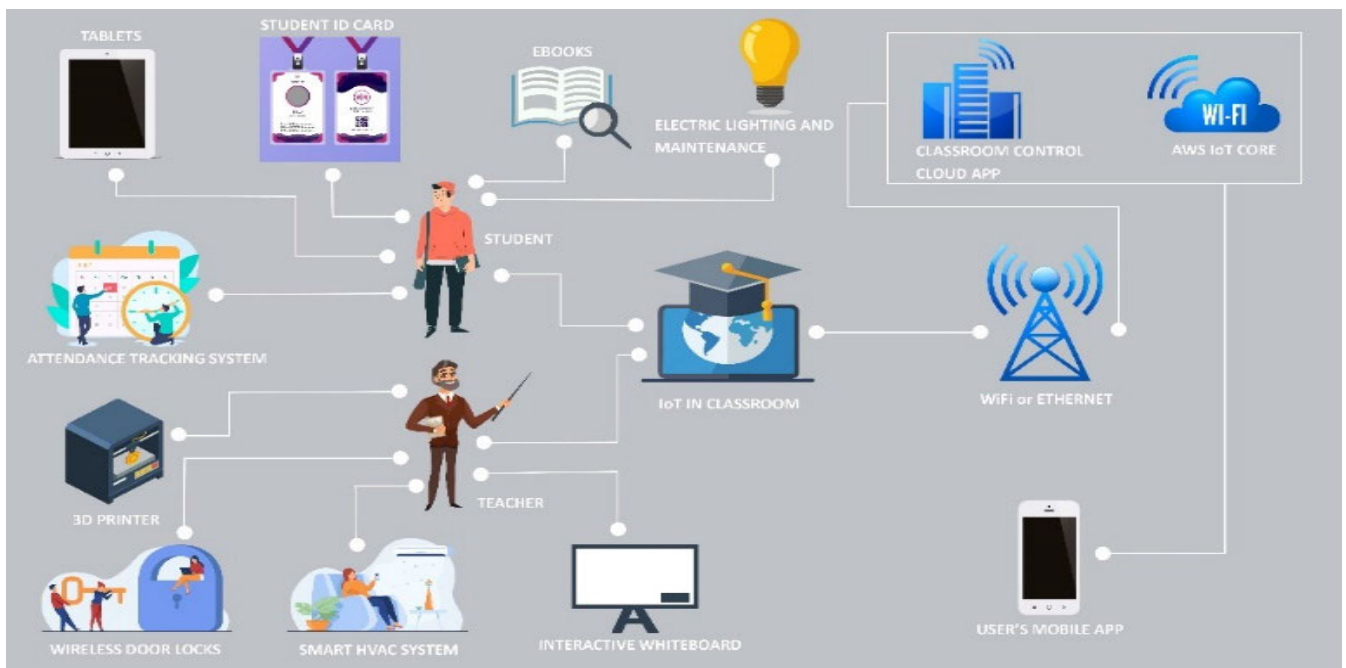 TABLETS
STUDENT ID CARD
EBOOKS
ELECTRIC LIGHTING AND
MAINTENANCE
CLASSROOM CONTROL
CLOUD APP
WI-FI
AWS IoT CORE
STUDENT
ATTENDANCE TRACKING SYSTEM
IoT IN CLASSROOM
WiFi or ETHERNET
3D PRINTER
TEACHER
WIRELESS DOOR LOCKS
SMART HVAC SYSTEM
INTERACTIVE WHITEBOARD
USER'S MOBILE APP